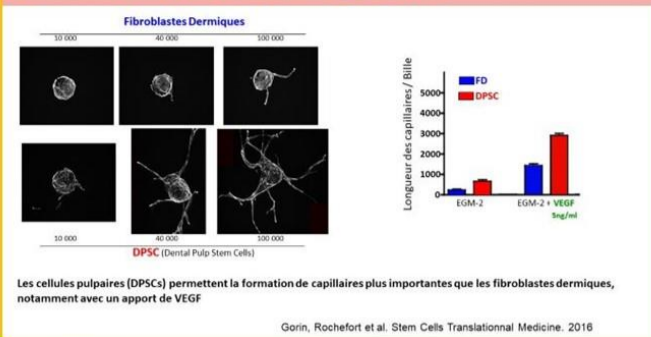 Fibroblastes Dermiques
10 000 40 000 100 000
10 000 40 000 100 000
DPSC (Dental Pulp Stem Cells)
Longueur des capillaires / Bille
FD
DPSC
5000
4000
3000
2000
1000
0
EGM-2 EGM-2 + VEGF
5ng/ml
Les cellules pulpaires (DPSCs) permettent la formation de capillaires plus importantes que les fibroblastes dermiques,
notamment avec un apport de VEGF
Gorin, Rochefort et al. Stem Cells Translationnal Medicine. 2016